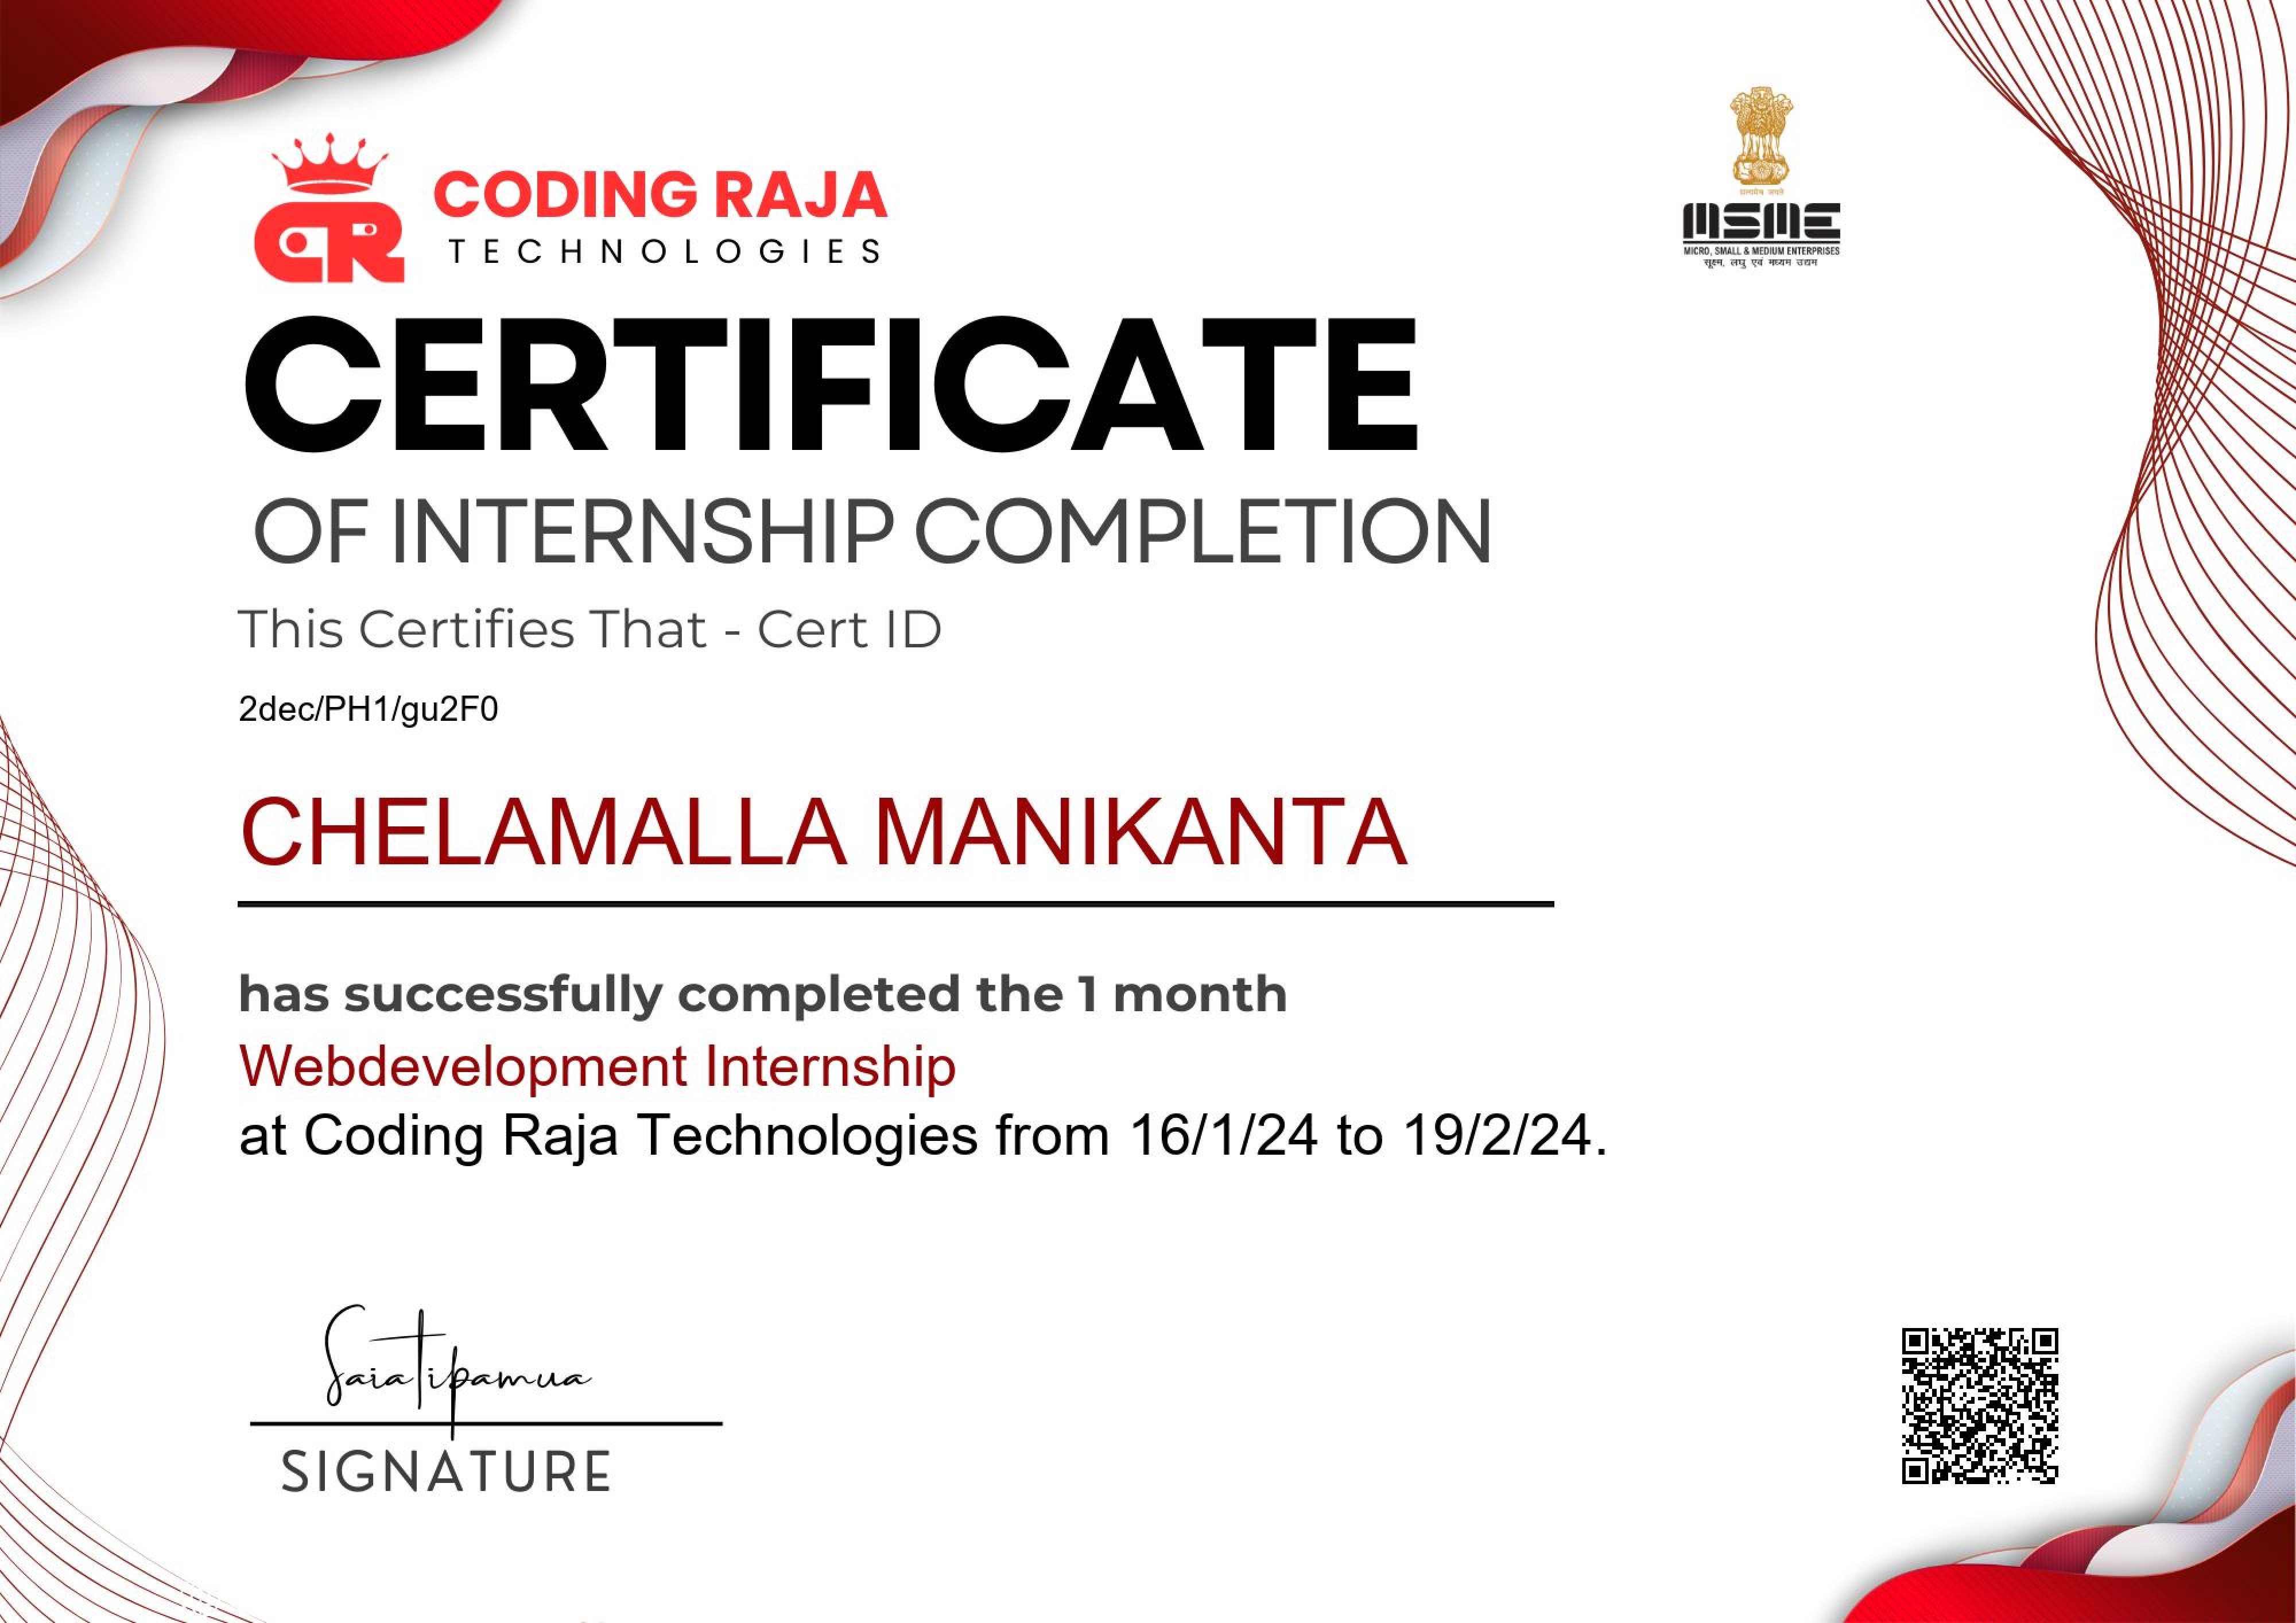 CODING RAJA
TECHNOLOGIES
सत्यमेव जयते
MSME
MICRO, SMALL & MEDIUM ENTERPRISES
सूक्ष्म, लघु एवं मध्यम उद्यम
CERTIFICATE
OF INTERNSHIP COMPLETION
This Certifies That - Cert ID
2dec/PH1/gu2F0
CHELAMALLA MANIKANTA
has successfully completed the 1 month
Webdevelopment Internship
at Coding Raja Technologies from 16/1/24 to 19/2/24.
SIGNATURE